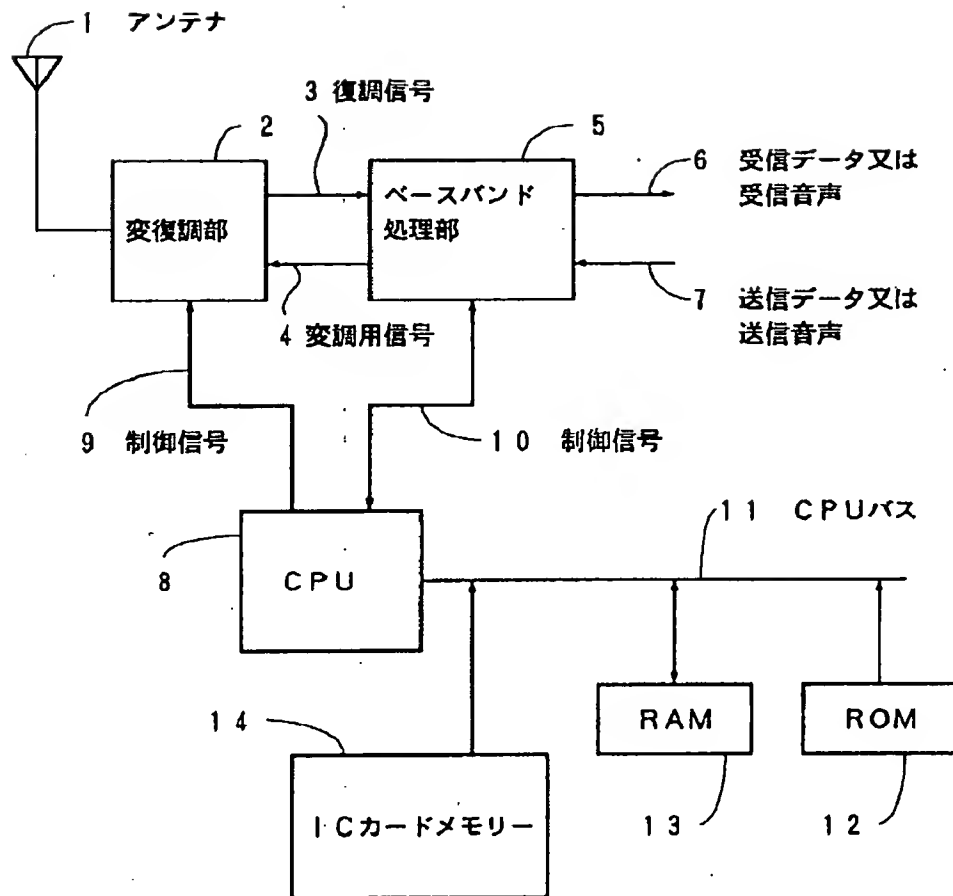 1 アンテナ
3 復調信号
2
5
6 受信データ又は
受信音声
ベースバンド
処理部
変復調部
7 送信データ又は
送信音声
4 変調用信号
9 制御信号
10 制御信号
11 CPUバス
8
CPU
RAM
ROM
14
13
12
ICカードメモリー